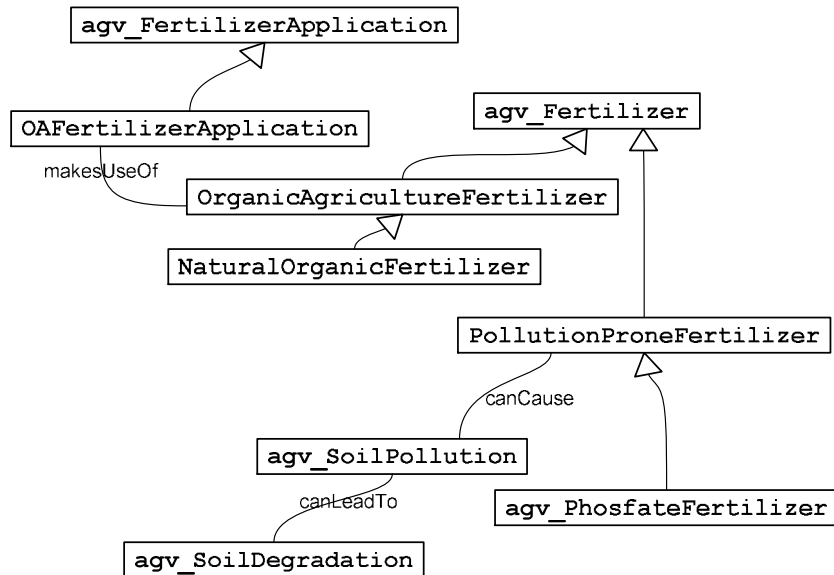 agv_FertilizerApplication
agv_Fertilizer
OAFertilizerApplication
makesUseOf
OrganicAgricultureFertilizer
NaturalOrganicFertilizer
PollutionProneFertilizer
canCause
agv_SoilPollution
canLeadTo
agv_PhosfateFertilizer
agv_SoilDegradation